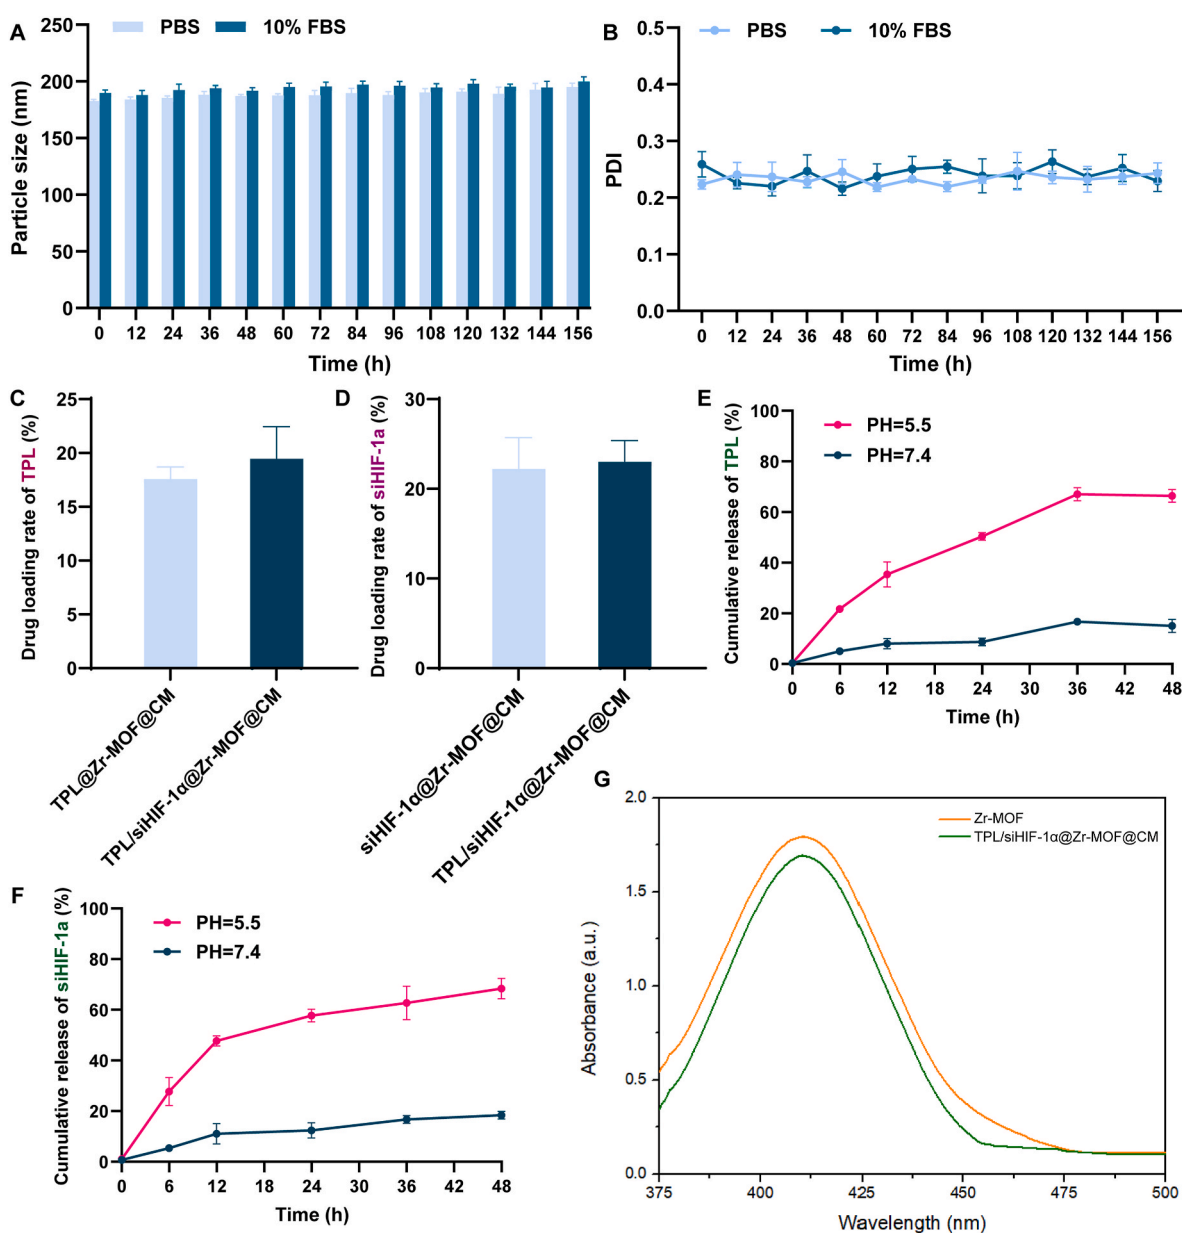 A
PBS
10% FBS
Particle size (nm)
250
200
150
100
50
0
0 12 24 36 48 60 72 84 96 108 120 132 144 156
Time (h)
B
PBS
10% FBS
PDI
0.5
0.4
0.3
0.2
0.1
0.0
0 12 24 36 48 60 72 84 96 108 120 132 144 156
Time (h)
C
Drug loading rate of TPL (%)
25
20
15
10
5
0
TPL@Zr-MOF@CM
TPL/siHIF-1α@Zr-MOF@CM
D
Drug loading rate of siHIF-1a (%)
30
20
10
0
siHIF-1α@Zr-MOF@CM
TPL/siHIF-1α@Zr-MOF@CM
E
Cumulative release of TPL (%)
100
80
60
40
20
0
PH=5.5
PH=7.4
0 6 12 18 24 30 36 42 48
Time (h)
F
Cumulative release of siHIF-1a (%)
100
80
60
40
20
0
PH=5.5
PH=7.4
0 6 12 18 24 30 36 42 48
Time (h)
G
Absorbance (a.u.)
2.0
1.5
1.0
0.5
0.0
Zr-MOF
TPL/siHIF-1α@Zr-MOF@CM
375 400 425 450 475 500
Wavelength (nm)